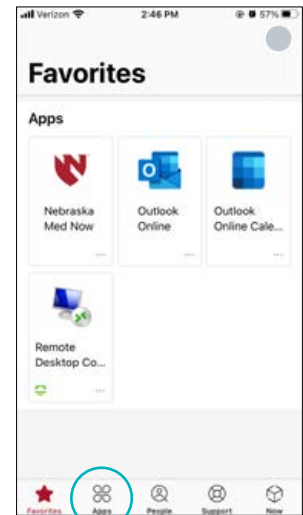 Verizon 2:46 PM 57%
Favorites
Apps
Nebraska
Med Now
Outlook
Online
Outlook
Online Cale...
Remote
Desktop Co...
Favorites Apps People Support Now